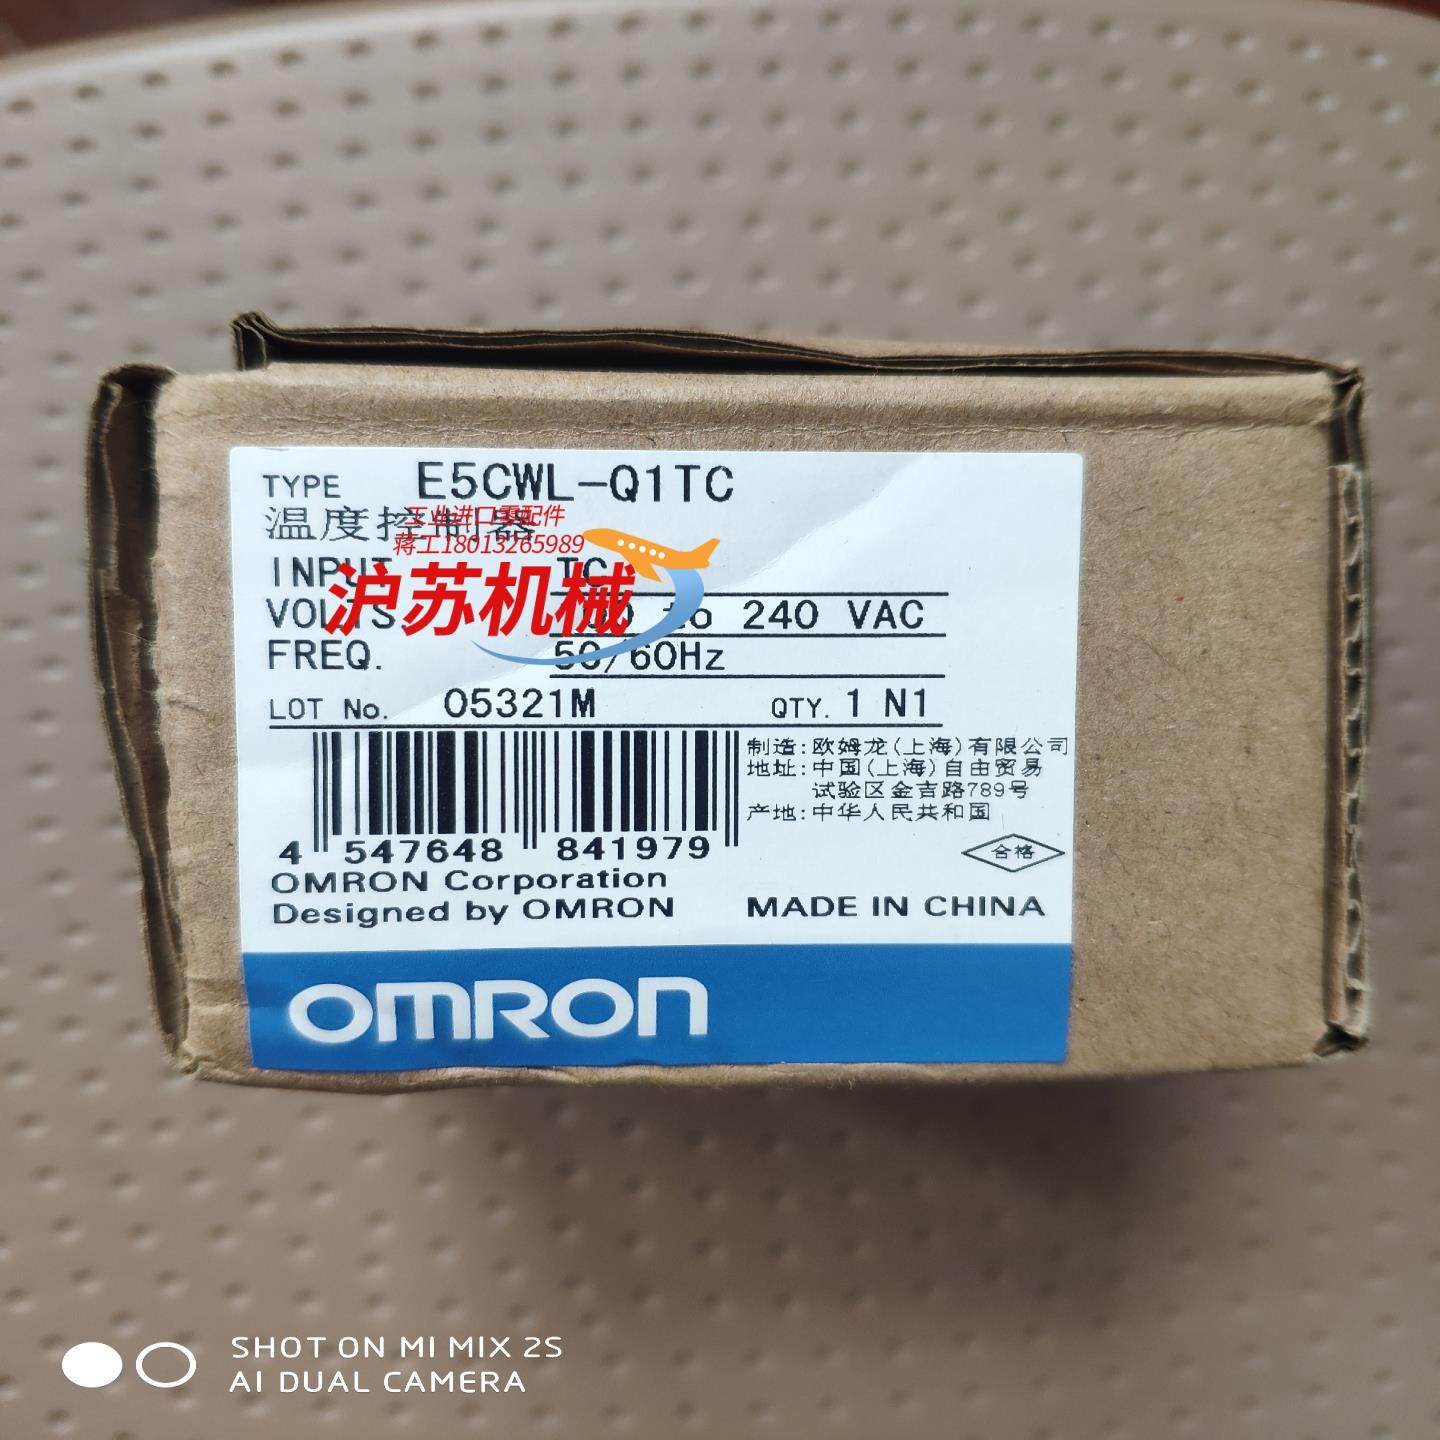 TYPE E5CWL-Q1TC
温度控制器
工业进口零配件
蒋工18013265989
INPUT TC
沪苏机械
VOLTS 100 to 240 VAC
FREQ. 50/60Hz
LOT No. 05321M QTY. 1 N1
制造:欧姆龙(上海)有限公司
地址:中国(上海)自由贸易
试验区金吉路789号
产地:中华人民共和国
合格
4 547648 841979
OMRON Corporation
Designed by OMRON MADE IN CHINA
OMRON
SHOT ON MI MIX 2S
AI DUAL CAMERA